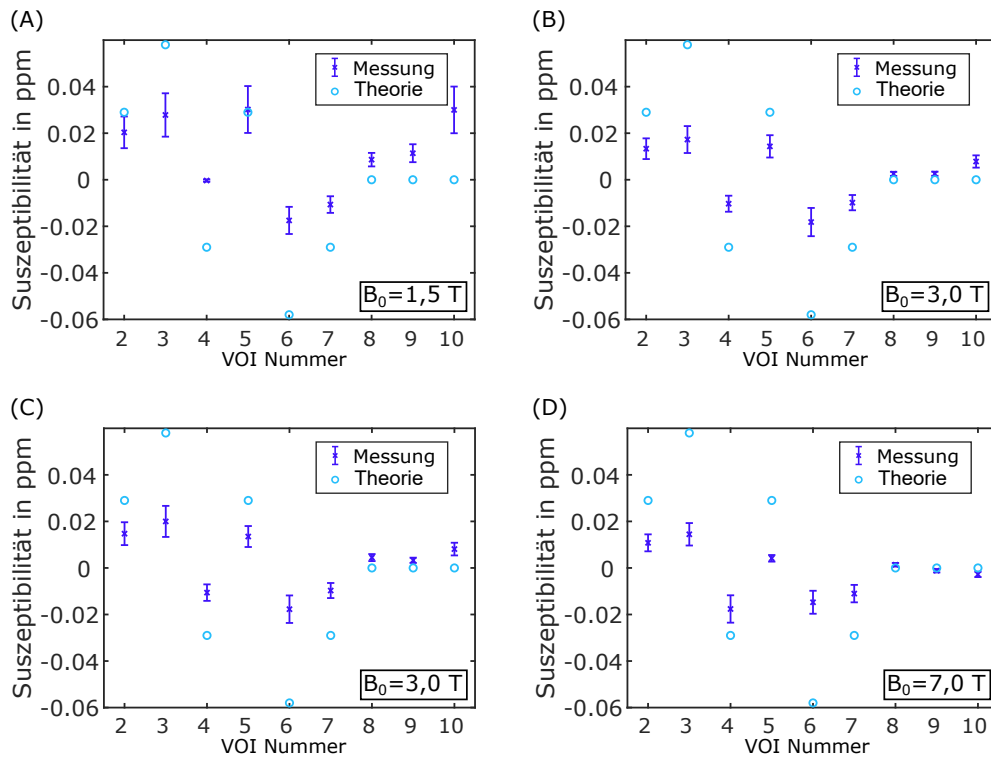 (A)
Suszeptibilität in ppm
0.04
0.02
0
-0.02
-0.04
-0.06
Messung
Theorie
B₀=1,5 T
2 3 4 5 6 7 8 9 10
VOI Nummer
(B)
Suszeptibilität in ppm
0.04
0.02
0
-0.02
-0.04
-0.06
Messung
Theorie
B₀=3,0 T
2 3 4 5 6 7 8 9 10
VOI Nummer
(C)
Suszeptibilität in ppm
0.04
0.02
0
-0.02
-0.04
-0.06
Messung
Theorie
B₀=3,0 T
2 3 4 5 6 7 8 9 10
VOI Nummer
(D)
Suszeptibilität in ppm
0.04
0.02
0
-0.02
-0.04
-0.06
Messung
Theorie
B₀=7,0 T
2 3 4 5 6 7 8 9 10
VOI Nummer